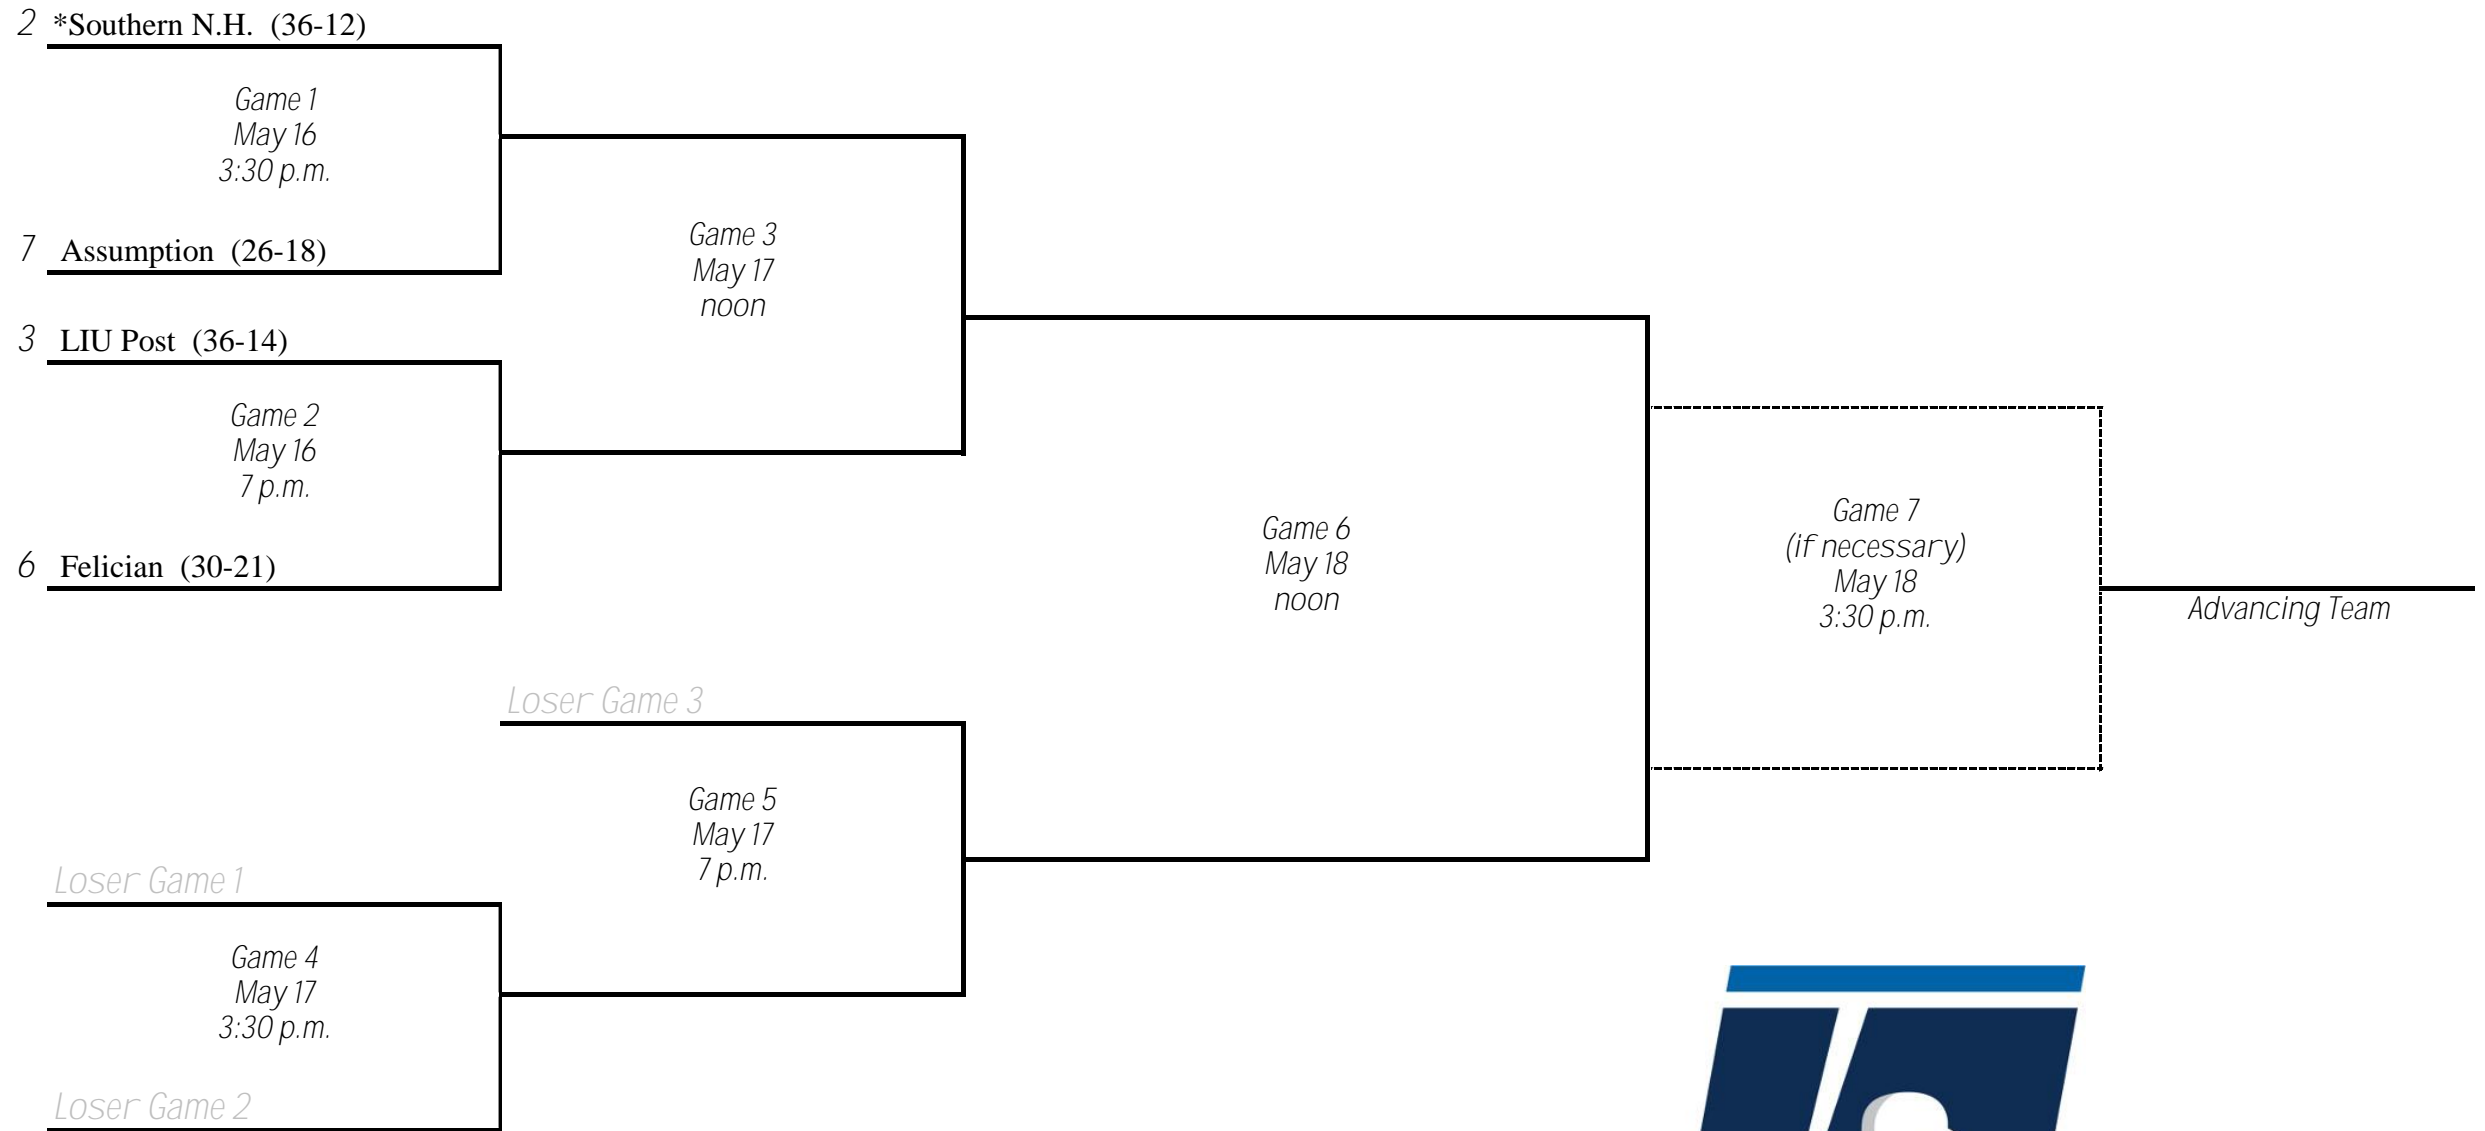 2 *Southern N.H. (36-12)
Game 1
May 16
3:30 p.m.
7 Assumption (26-18)
Game 3
May 17
noon
3 LIU Post (36-14)
Game 2
May 16
7 p.m.
6 Felician (30-21)
Game 6
May 18
noon
Game 7
(if necessary)
May 18
3:30 p.m.
Advancing Team
Loser Game 3
Game 5
May 17
7 p.m.
Loser Game 1
Game 4
May 17
3:30 p.m.
Loser Game 2